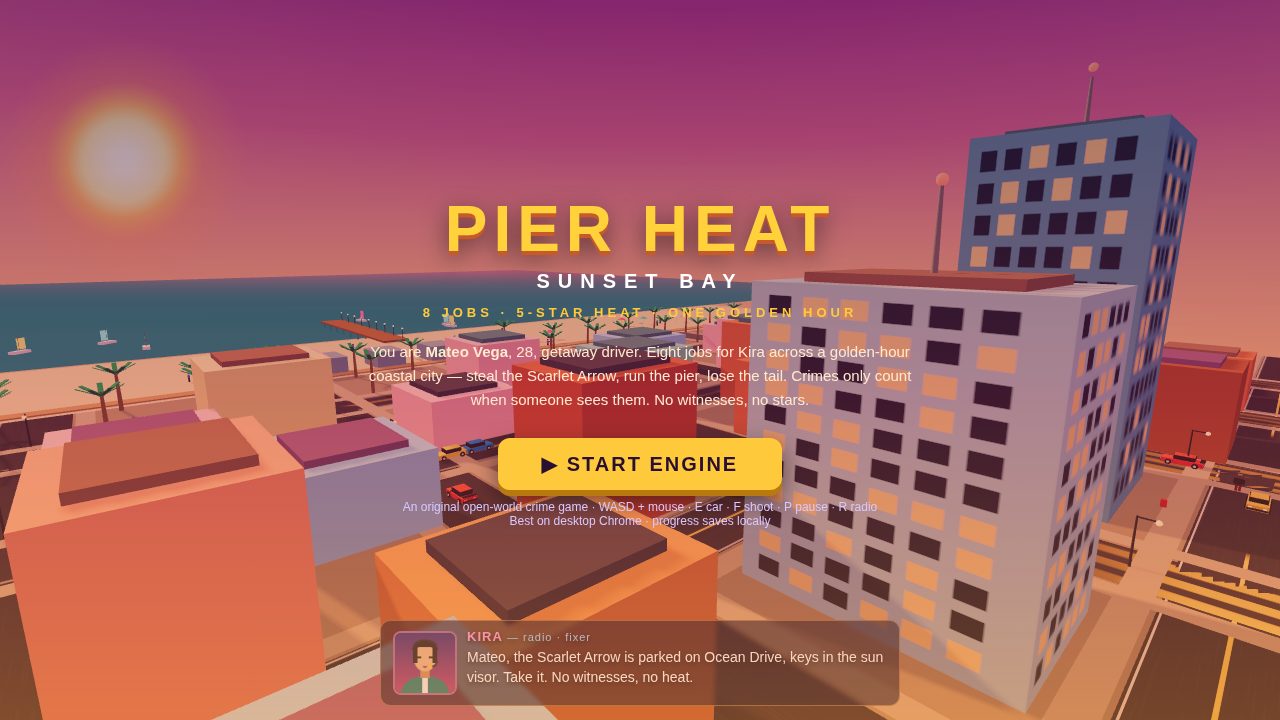 PIER HEAT
SUNSET BAY
8 JOBS · 5-STAR HEAT · ONE GOLDEN HOUR
You are Mateo Vega, 28, getaway driver. Eight jobs for Kira across a golden-hour
coastal city — steal the Scarlet Arrow, run the pier, lose the tail. Crimes only count
when someone sees them. No witnesses, no stars.
▶ START ENGINE
An original open-world crime game · WASD + mouse · E car · F shoot · P pause · R radio
Best on desktop Chrome · progress saves locally
KIRA — radio · fixer
Mateo, the Scarlet Arrow is parked on Ocean Drive, keys in the sun
visor. Take it. No witnesses, no heat.